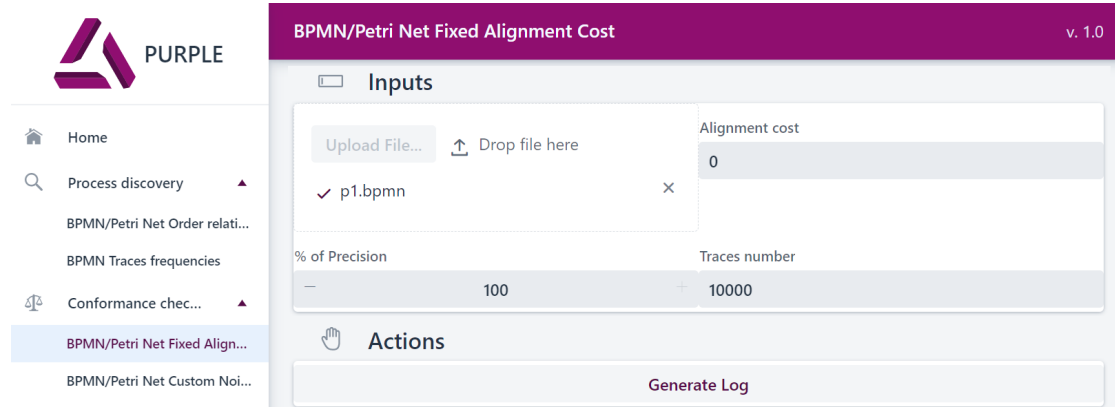 PURPLE
Home
Process discovery
BPMN/Petri Net Order relati...
BPMN Traces frequencies
Conformance chec...
BPMN/Petri Net Fixed Align...
BPMN/Petri Net Custom Noi...
BPMN/Petri Net Fixed Alignment Cost
v. 1.0
Inputs
Upload File...
Drop file here
p1.bpmn
Alignment cost
0
% of Precision
100
Traces number
10000
Actions
Generate Log